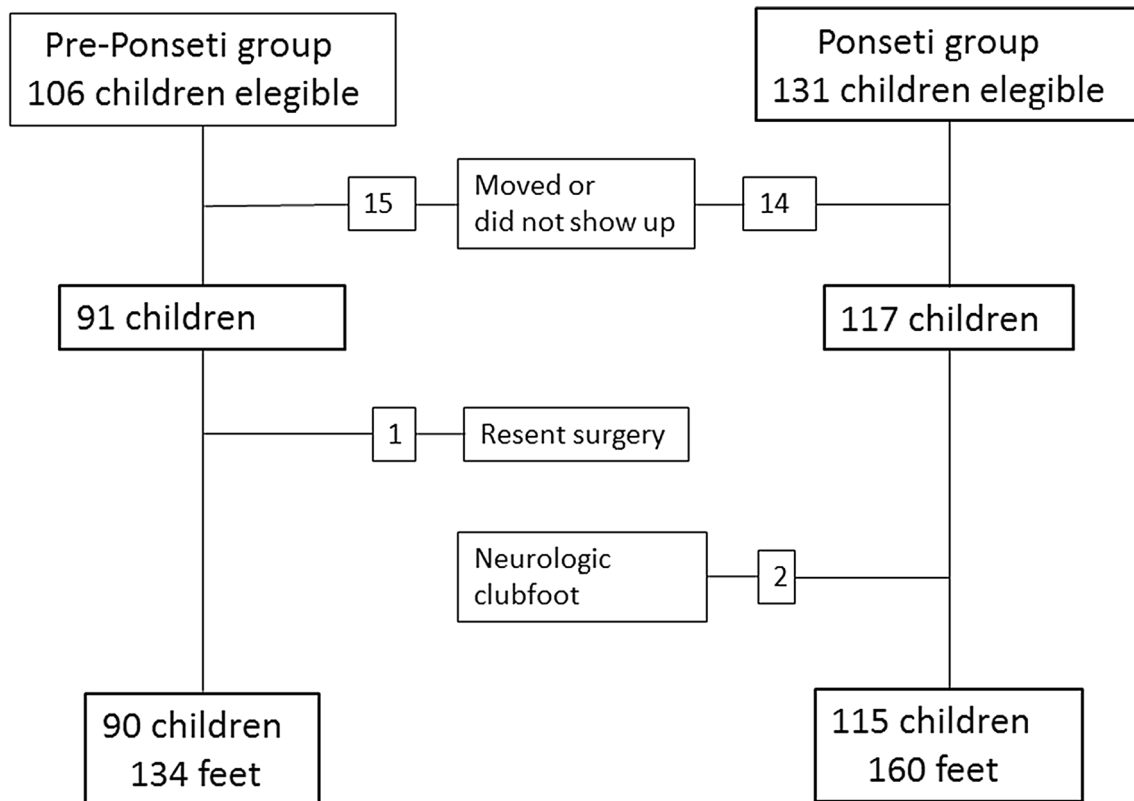 Pre-Ponseti group
106 children elegible
Ponseti group
131 children elegible
15
Moved or
did not show up
14
91 children
117 children
1
Resent surgery
Neurologic
clubfoot
2
90 children
134 feet
115 children
160 feet